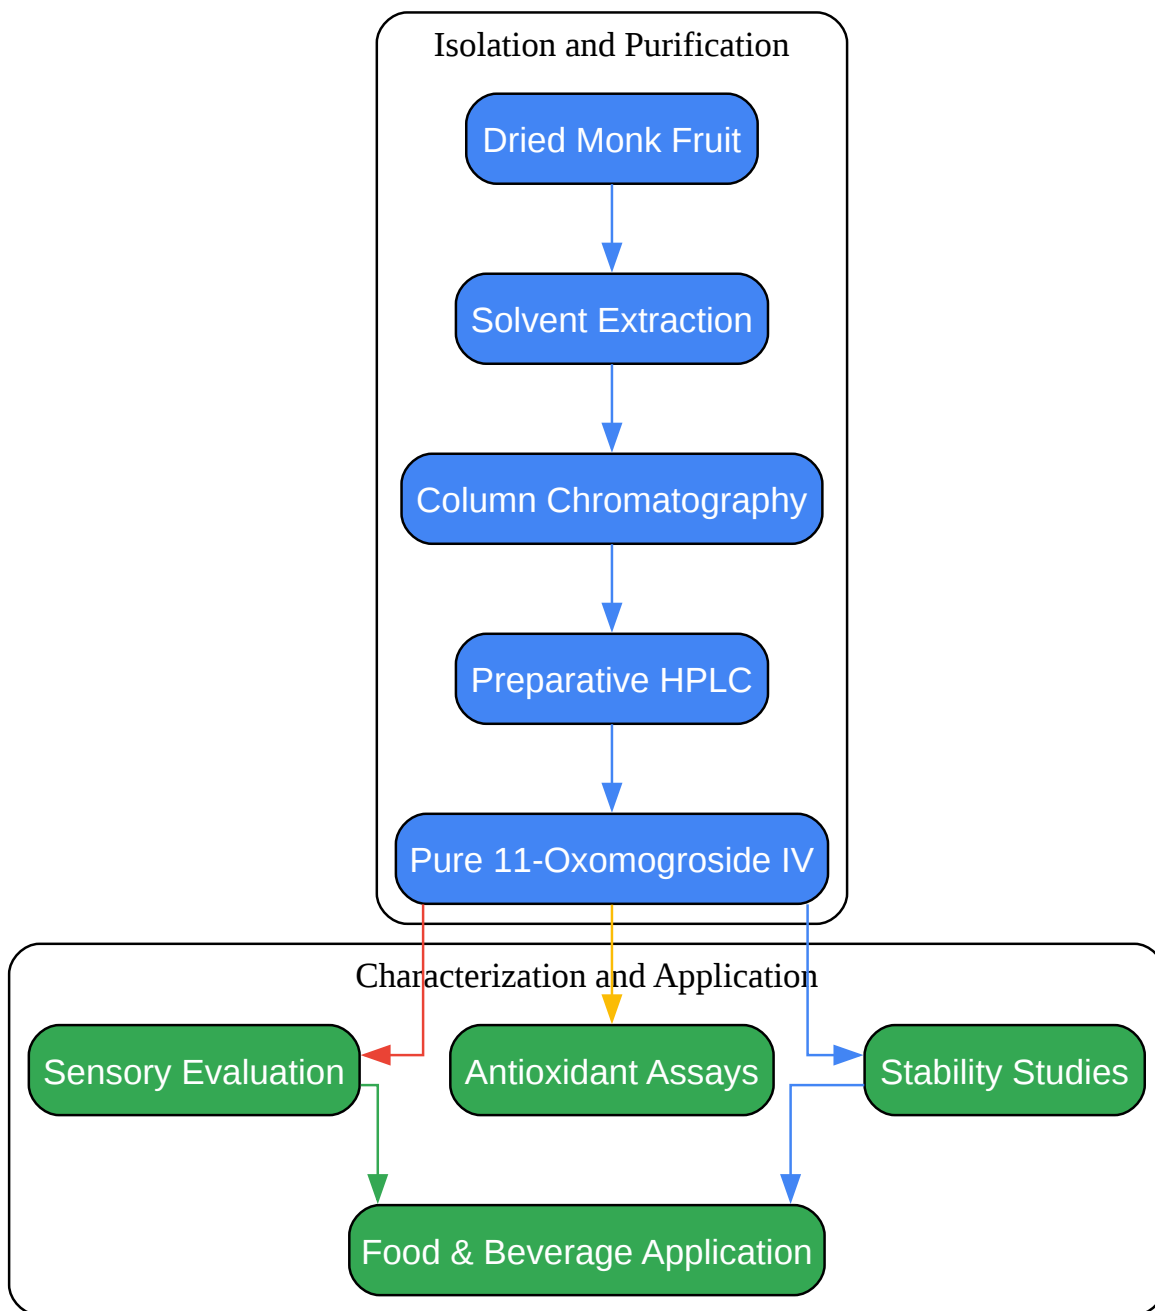 Isolation and Purification
Dried Monk Fruit
Solvent Extraction
Column Chromatography
Preparative HPLC
Pure 11-Oxomogroside IV
Characterization and Application
Sensory Evaluation
Antioxidant Assays
Stability Studies
Food & Beverage Application